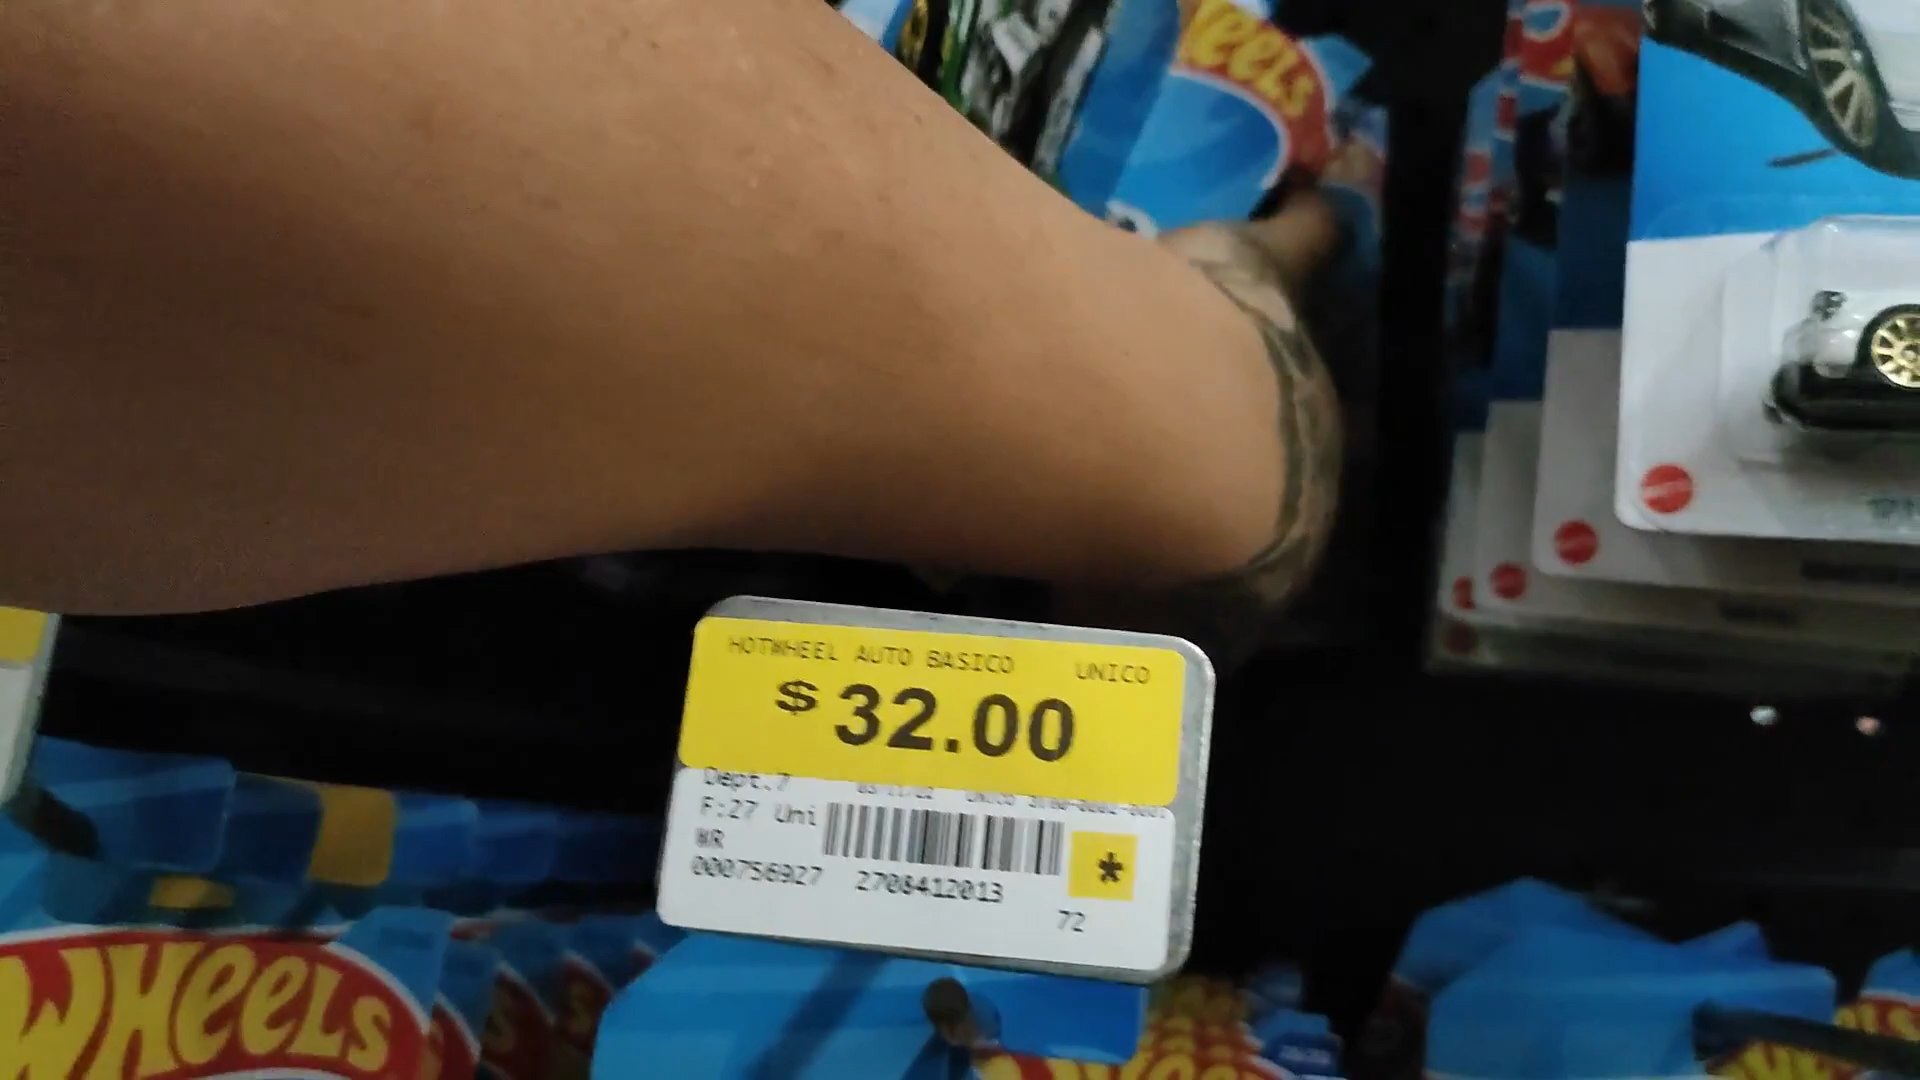 WHEELS
HOTWHEEL AUTO BASICO UNICO
$32.00
Dept.7
F:27 Uni
WR
000756927 2708412013
*
72
WHEELS